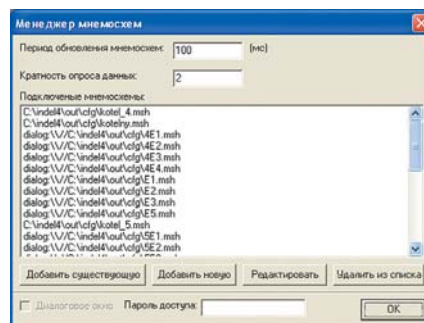 Менеджер мнемосхем
Период обновления мнемосхем: 100 (мс)
Кратность опроса данных: 2
Подключеные мнемосхемы:
C:\indel4\out\cfg\kotel_4.msh
C:\indel4\out\cfg\kotelny.msh
dialog:\\//C:\indel4\out\cfg\4E1.msh
dialog:\\//C:\indel4\out\cfg\4E2.msh
dialog:\\//C:\indel4\out\cfg\4E3.msh
dialog:\\//C:\indel4\out\cfg\4E4.msh
dialog:\\//C:\indel4\out\cfg\E1.msh
dialog:\\//C:\indel4\out\cfg\E2.msh
dialog:\\//C:\indel4\out\cfg\E3.msh
dialog:\\//C:\indel4\out\cfg\E5.msh
C:\indel4\out\cfg\kotel_5.msh
dialog:\\//C:\indel4\out\cfg\5E1.msh
dialog:\\//C:\indel4\out\cfg\5E2.msh
Добавить существующую Добавить новую Редактировать Удалить из списка
Диалоговое окно Пароль доступа: OK